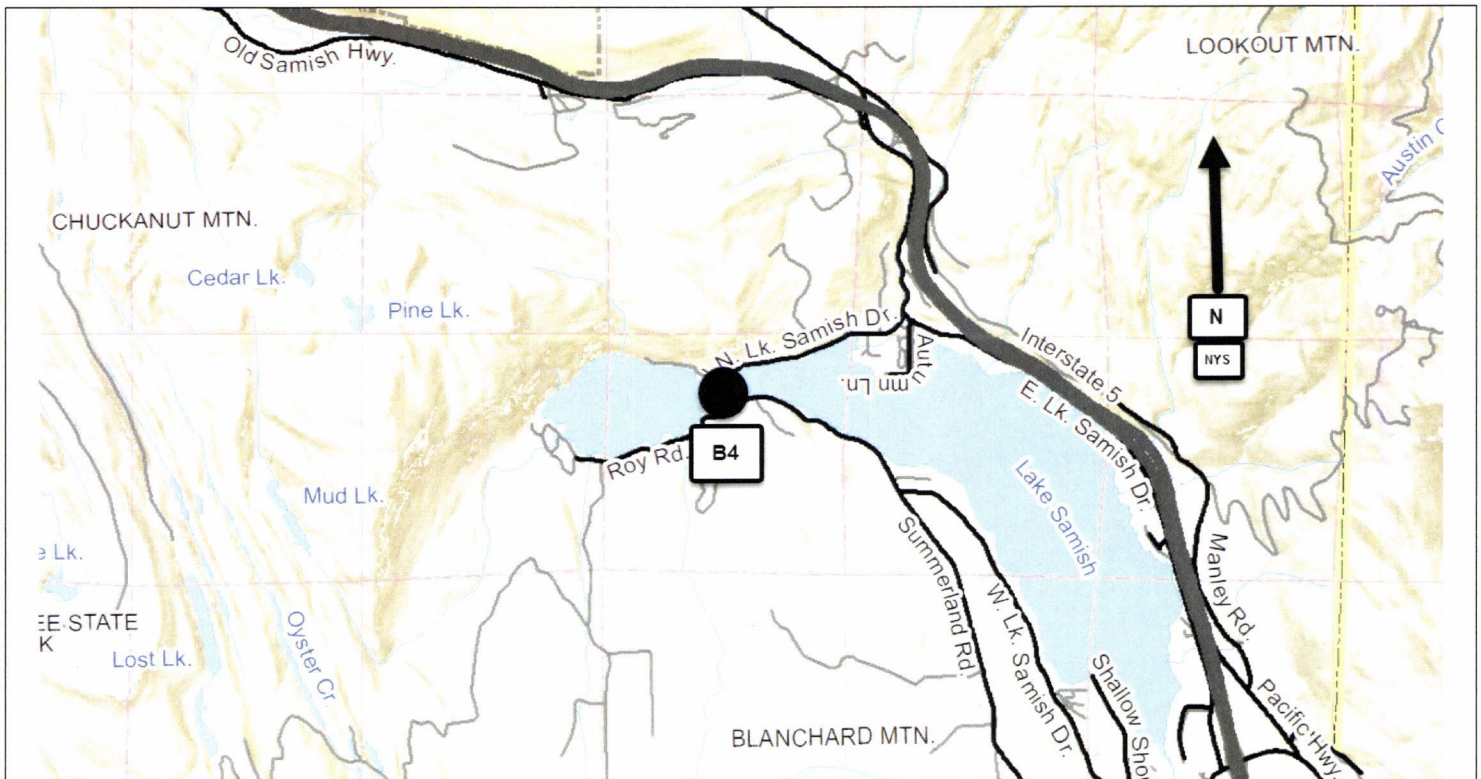 Old Samish Hwy.
LOOKOUT MTN.
Austin
CHUCKANUT MTN.
Cedar Lk.
Pine Lk.
N
NYS
N. Lk. Samish Dr.
Autumn Ln.
Interstate 5
E. Lk. Samish Dr.
B4
Roy Rd.
Mud Lk.
Lake Samish
Summerland Rd.
W. Lk. Samish Dr.
Manley Rd.
e Lk.
EE STATE
K
Lost Lk.
Oyster Cr
Shallow Sho
Pacific Hwy.
BLANCHARD MTN.